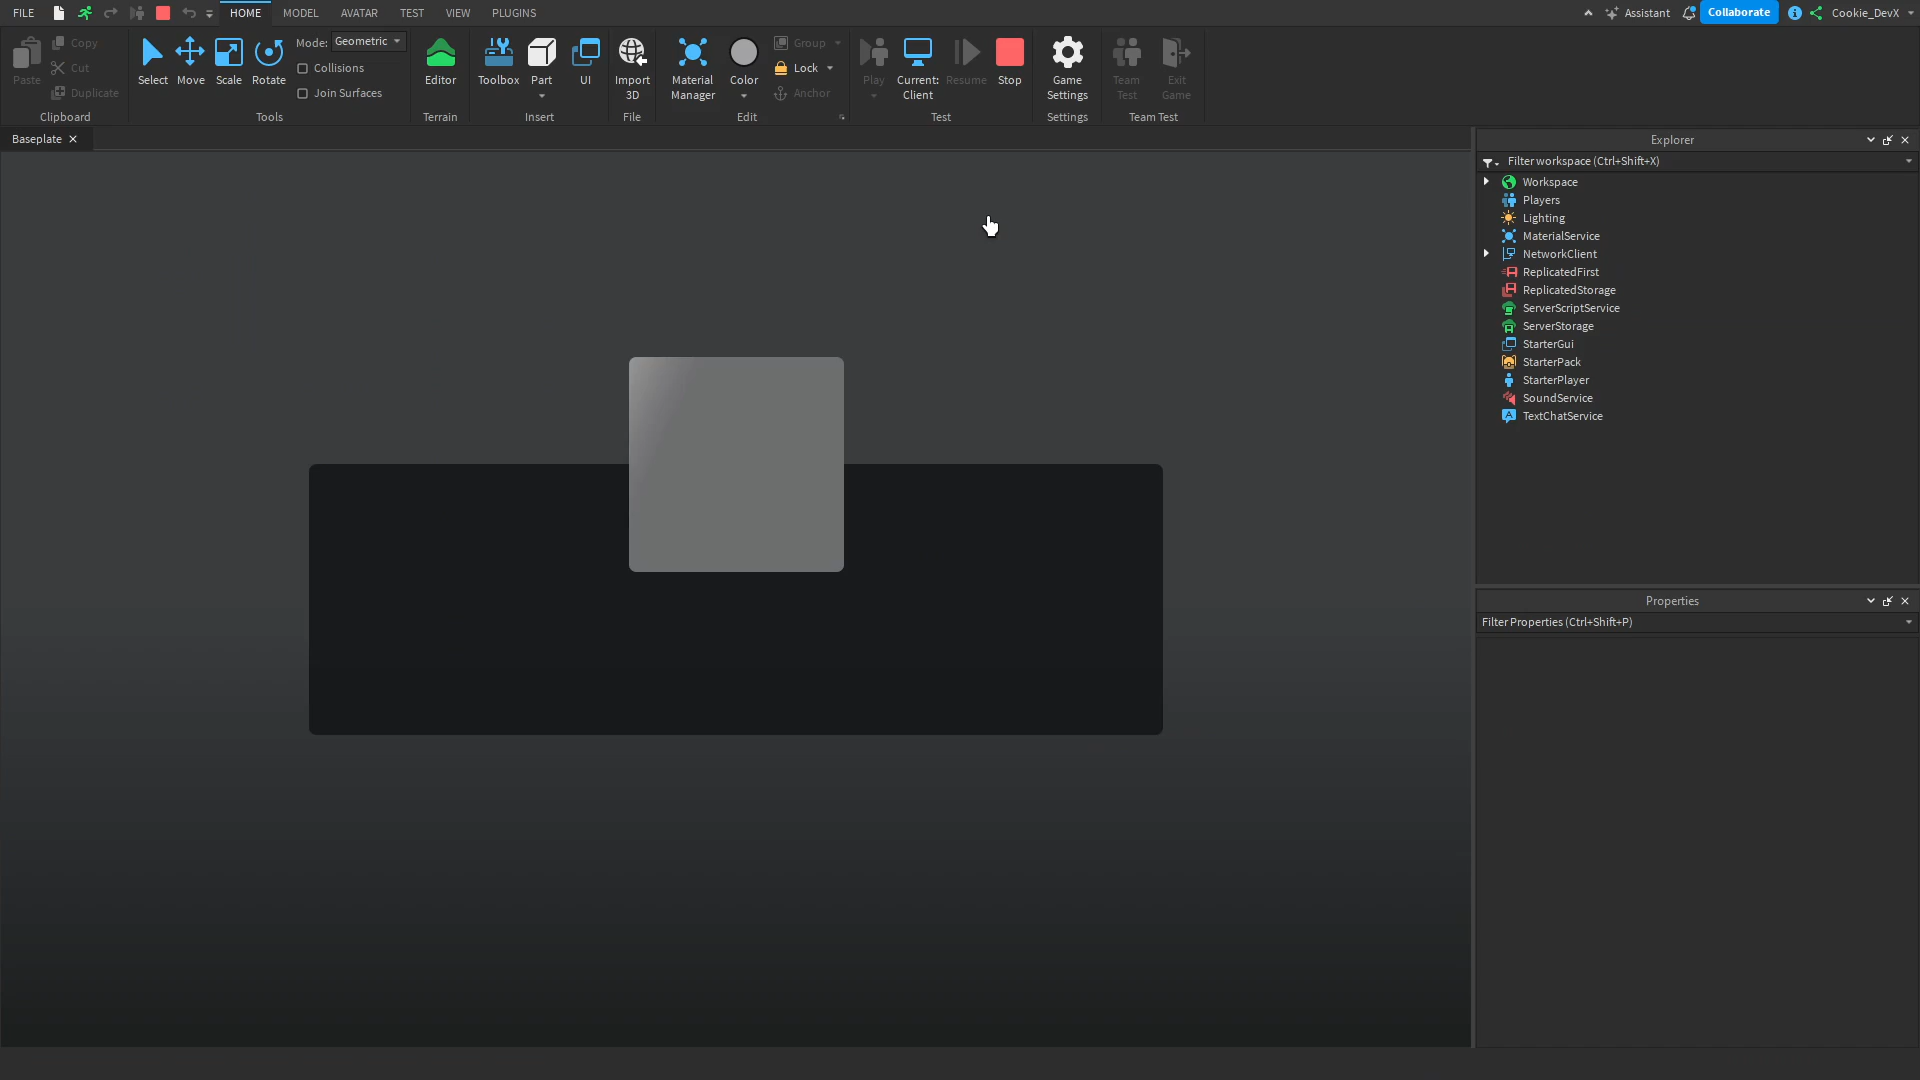 FILE HOME MODEL AVATAR TEST VIEW PLUGINS Assistant Collaborate Cookie_DevX
Paste Copy Cut Duplicate
Clipboard
Select Move Scale Rotate Mode: Geometric
Collisions
Join Surfaces
Tools
Editor
Terrain
Toolbox Part UI
Insert
Import
3D
File
Material
Manager
Color
Group
Lock
Anchor
Edit
Play
Current:
Client
Resume
Stop
Test
Game
Settings
Settings
Team
Test
Exit
Game
Team Test
Baseplate
Explorer
Filter workspace (Ctrl+Shift+X)
Workspace
Players
Lighting
MaterialService
NetworkClient
ReplicatedFirst
ReplicatedStorage
ServerScriptService
ServerStorage
StarterGui
StarterPack
StarterPlayer
SoundService
TextChatService
Properties
Filter Properties (Ctrl+Shift+P)